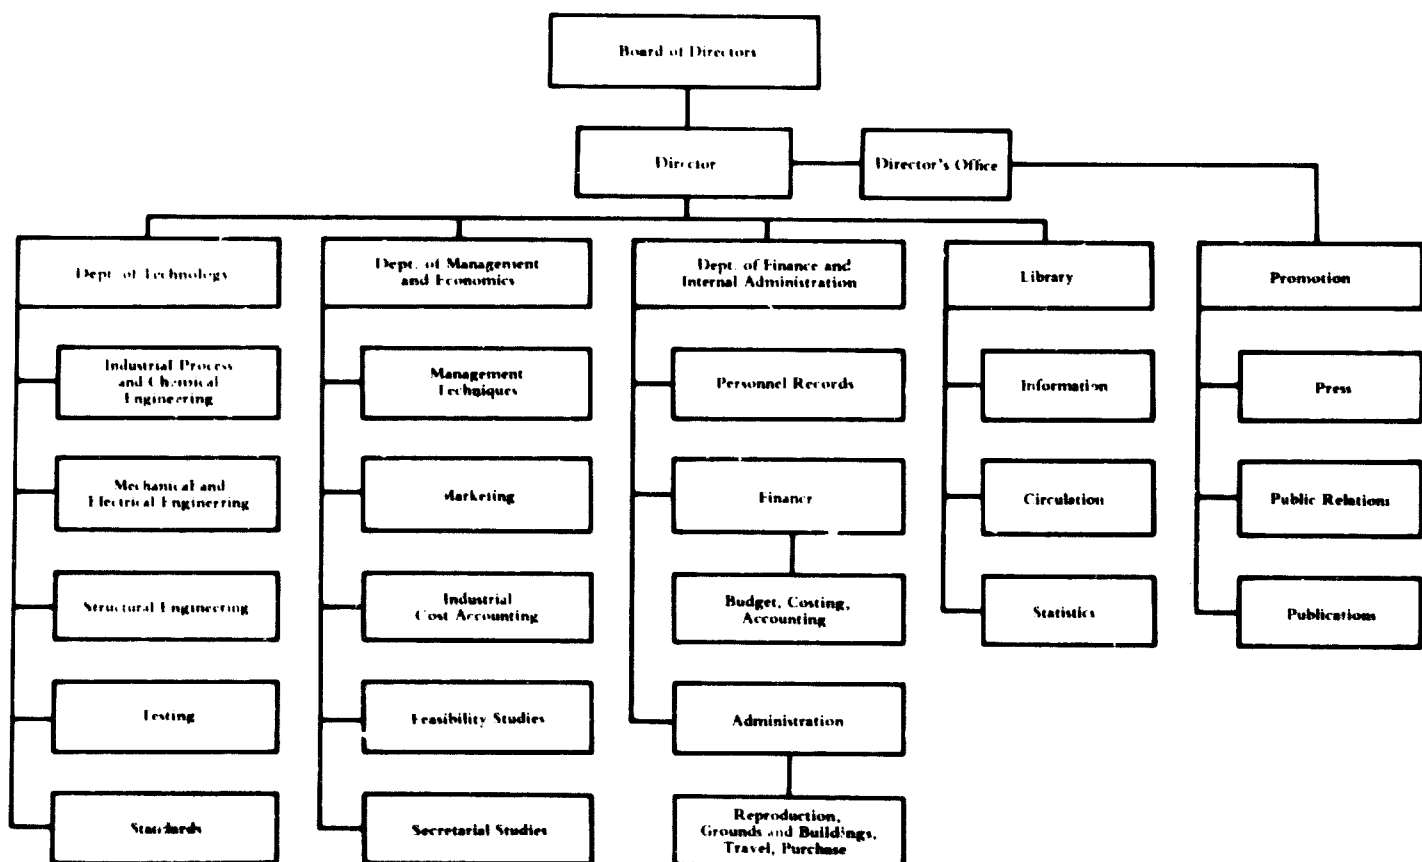 Board of Directors
Director
Director's Office
Dept. of Technology
Dept. of Management
and Economics
Dept. of Finance and
Internal Administration
Library
Promotion
Industrial Process
and Chemical
Engineering
Mechanical and
Electrical Engineering
Structural Engineering
Testing
Standards
Management
Techniques
Marketing
Industrial
Cost Accounting
Feasibility Studies
Secretarial Studies
Personnel Records
Finance
Budget, Costing,
Accounting
Administration
Reproduction,
Grounds and Buildings,
Travel, Purchase
Information
Circulation
Statistics
Press
Public Relations
Publications